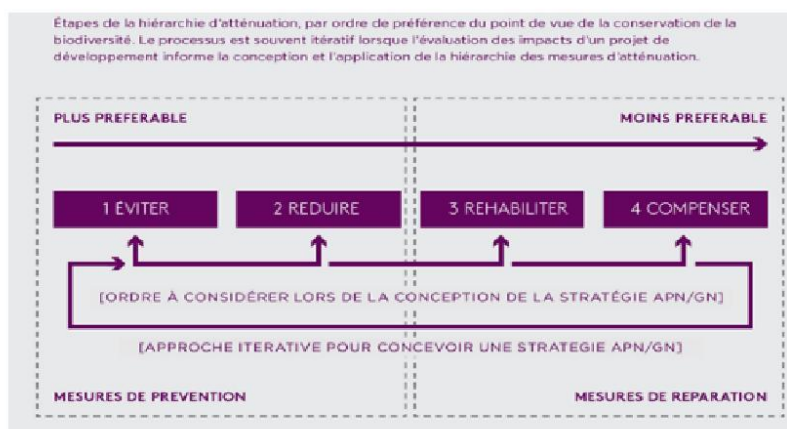 Étapes de la hiérarchie d'atténuation, par ordre de préférence du point de vue de la conservation de la
biodiversité. Le processus est souvent itératif lorsque l'évaluation des impacts d'un projet de
développement informe la conception et l'application de la hiérarchie des mesures d'atténuation.
PLUS PREFERABLE
MOINS PREFERABLE
1 ÉVITER
2 REDUIRE
3 REHABILITER
4 COMPENSER
[ORDRE À CONSIDÉRER LORS DE LA CONCEPTION DE LA STRATÉGIE APN/GN]
[APPROCHE ITERATIVE POUR CONCEVOIR UNE STRATEGIE APN/GN]
MESURES DE PREVENTION
MESURES DE REPARATION